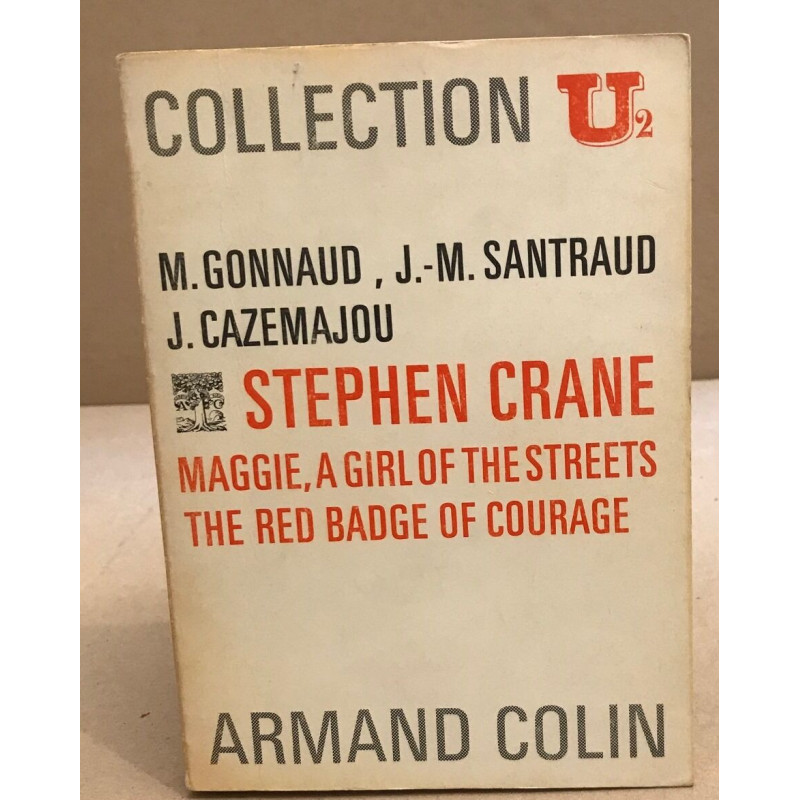 COLLECTION U2
M. GONNAUD, J.-M. SANTRAUD
J. CAZEMAJOU
STEPHEN CRANE
MAGGIE, A GIRL OF THE STREETS
THE RED BADGE OF COURAGE
ARMAND COLIN